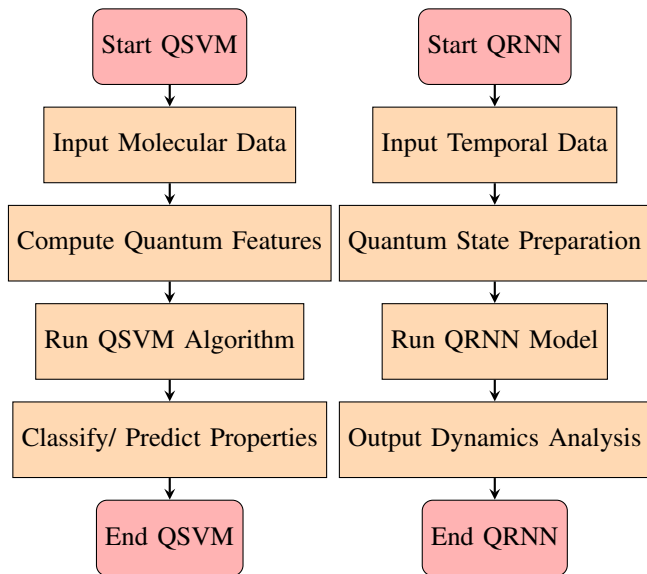 Start QSVM
Input Molecular Data
Compute Quantum Features
Run QSVM Algorithm
Classify/ Predict Properties
End QSVM
Start QRNN
Input Temporal Data
Quantum State Preparation
Run QRNN Model
Output Dynamics Analysis
End QRNN